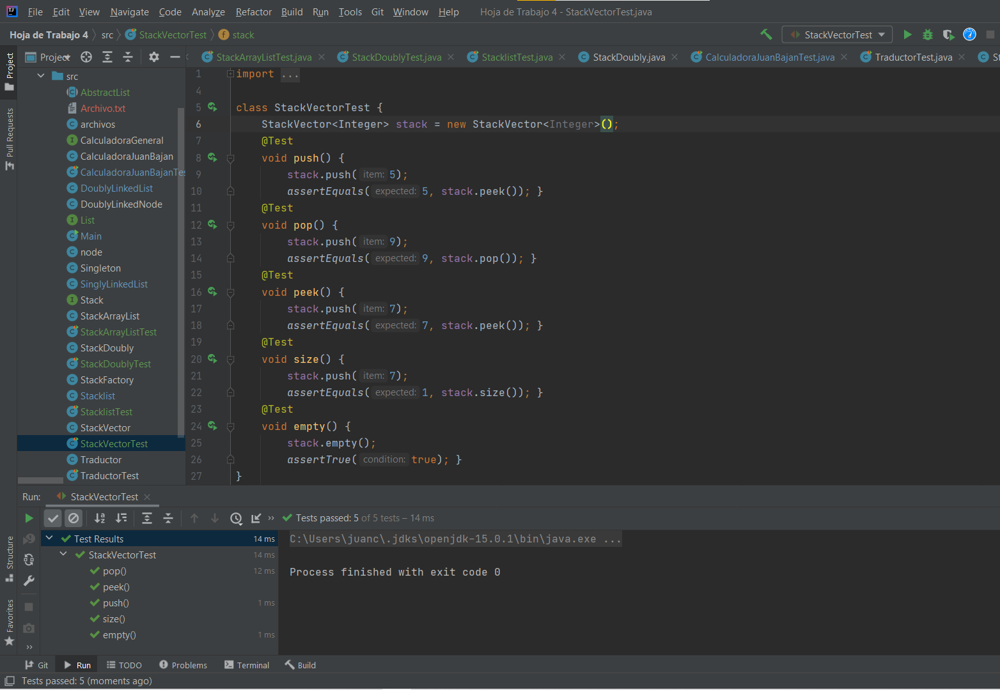 File Edit View Navigate Code Analyze Refactor Build Run Tools Git Window Help Hoja de Trabajo 4 - StackVectorTest.java
Hoja de Trabajo 4 src StackVectorTest stack StackVectorTest
Project StackArrayListTest.java StackDoublyTest.java StacklistTest.java StackDoubly.java CalculadoraJuanBajanTest.java TraductorTest.java
Project
Pull Requests
Structure
Favorites
src
AbstractList
Archivo.txt
archivos
CalculadoraGeneral
CalculadoraJuanBajan
CalculadoraJuanBajanTes
DoublyLinkedList
DoublyLinkedNode
List
Main
node
Singleton
SinglyLinkedList
Stack
StackArrayList
StackArrayListTest
StackDoubly
StackDoublyTest
StackFactory
Stacklist
StacklistTest
StackVector
StackVectorTest
Traductor
TraductorTest
1 import ...
4
5 class StackVectorTest {
6 StackVector<Integer> stack = new StackVector<Integer>();
7 @Test
8 void push() {
9 stack.push( item: 5);
10 assertEquals( expected: 5, stack.peek()); }
11 @Test
12 void pop() {
13 stack.push( item: 9);
14 assertEquals( expected: 9, stack.pop()); }
15 @Test
16 void peek() {
17 stack.push( item: 7);
18 assertEquals( expected: 7, stack.peek()); }
19 @Test
20 void size() {
21 stack.push( item: 7);
22 assertEquals( expected: 1, stack.size()); }
23 @Test
24 void empty() {
25 stack.empty();
26 assertTrue( condition: true); }
27 }
Run: StackVectorTest
Tests passed: 5 of 5 tests – 14 ms
Test Results 14 ms
StackVectorTest 14 ms
pop() 12 ms
peek()
push() 1 ms
size()
empty() 1 ms
C:\Users\juanc\.jdks\openjdk-15.0.1\bin\java.exe ...
Process finished with exit code 0
Git Run TODO Problems Terminal Build
Tests passed: 5 (moments ago)